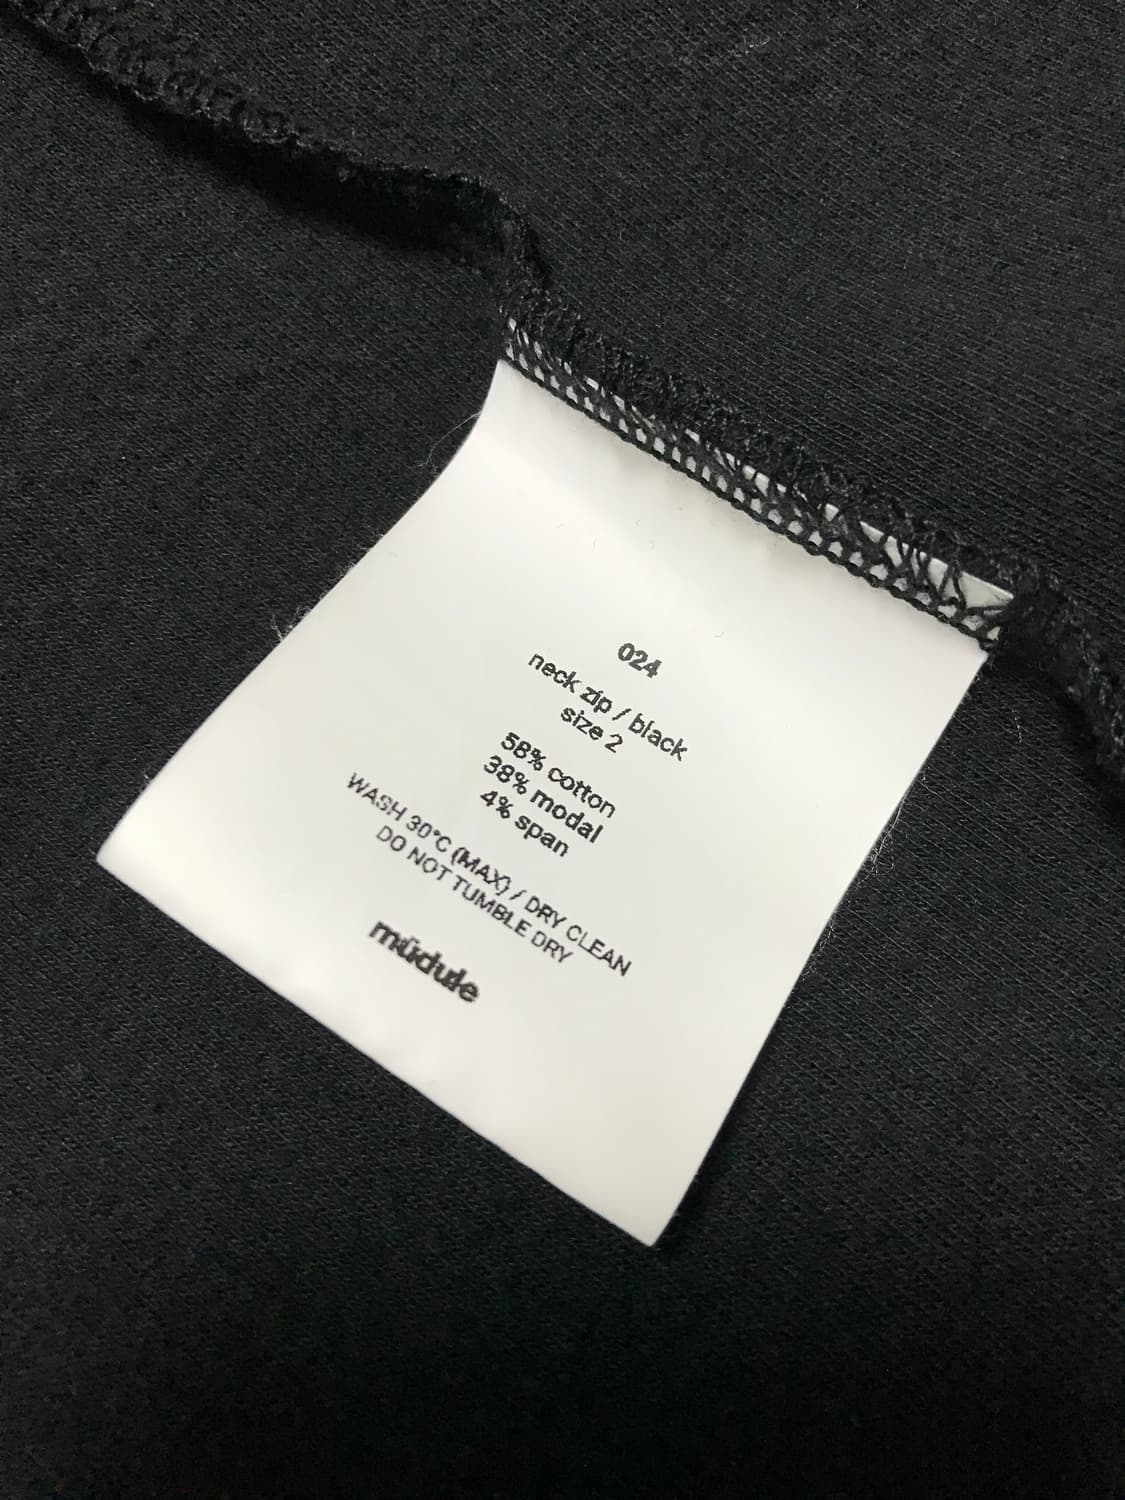 024
neck zip / black
size 2
58% cotton
38% modal
4% span
WASH 30°C (MAX) / DRY CLEAN
DO NOT TUMBLE DRY
müdule